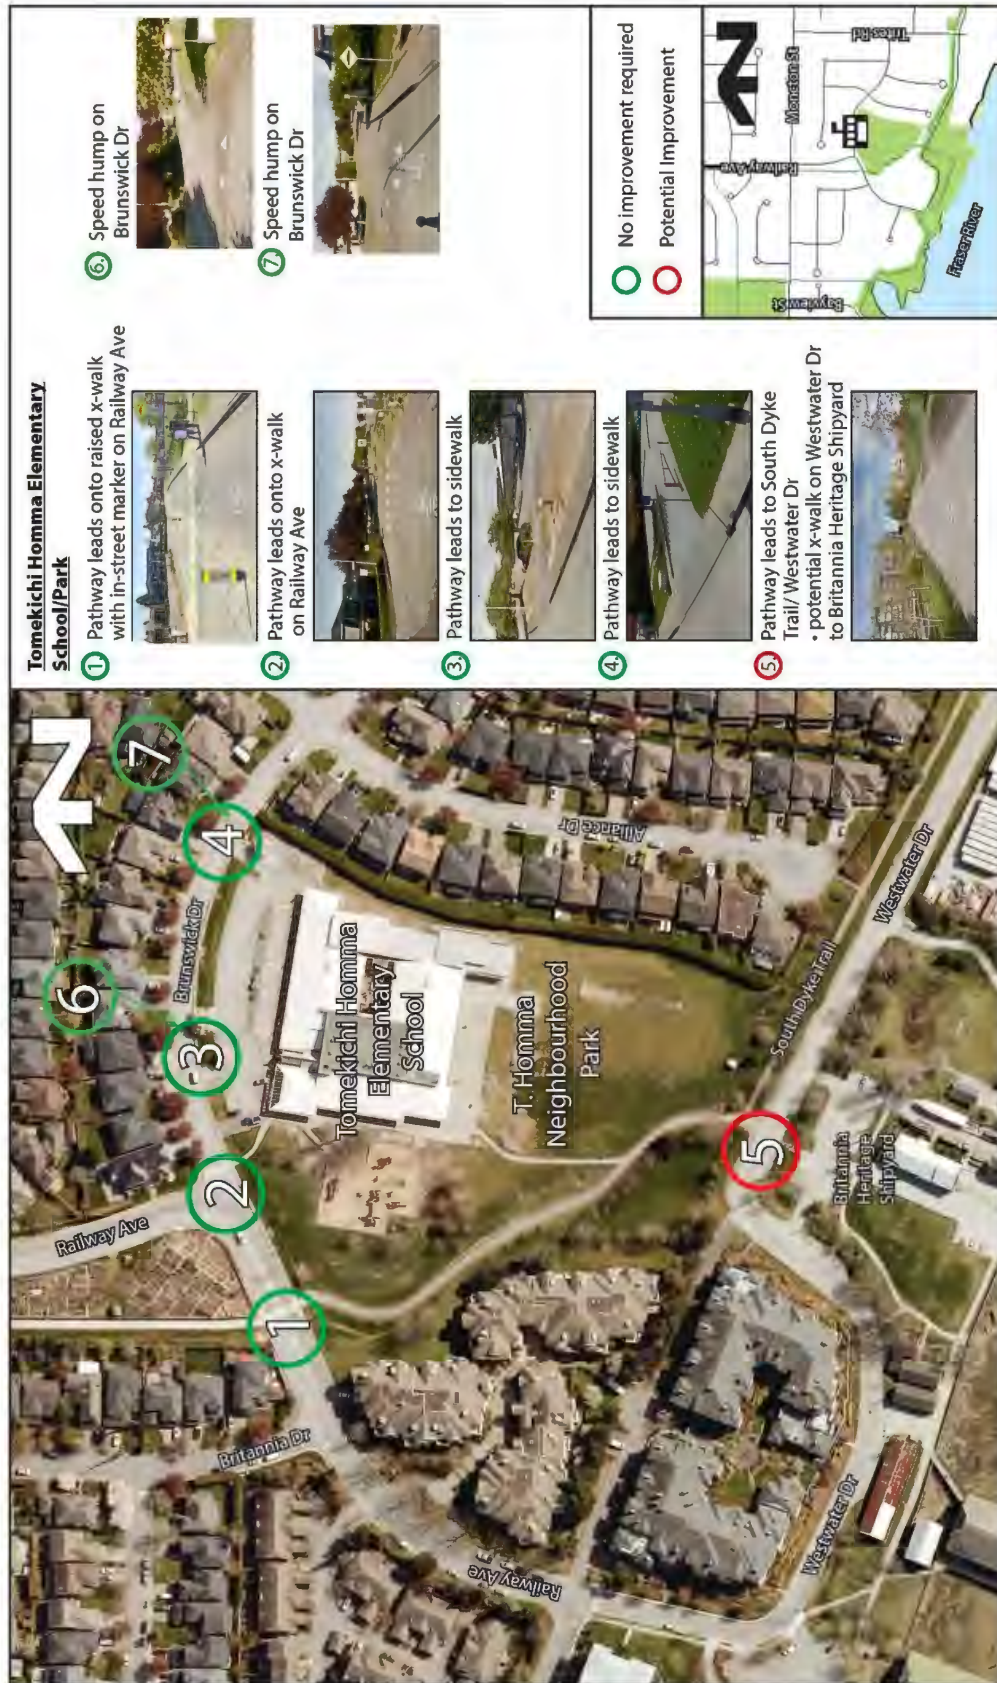 Tomekichi Homma Elementary
School/Park
1. Pathway leads onto raised x-walk
with in-street marker on Railway Ave
2. Pathway leads onto x-walk
on Railway Ave
3. Pathway leads to sidewalk
4. Pathway leads to sidewalk
5. Pathway leads to South Dyke
Trail/ Westwater Dr
• potential x-walk on Westwater Dr
to Britannia Heritage Shipyard
6. Speed hump on
Brunswick Dr
7. Speed hump on
Brunswick Dr
No improvement required
Potential Improvement
N
Bayview St
Railway Ave
Moncton St
Trites Rd
Fraser River
N
1
2
3
4
5
6
7
Britannia Dr
Railway Ave
Brunswick Dr
Tomekichi Homma
Elementary
School
T. Homma
Neighbourhood
Park
Alliance Dr
Railway Ave
South Dyke Trail
Westwater Dr
Britannia
Heritage
Shipyard
Westwater Dr